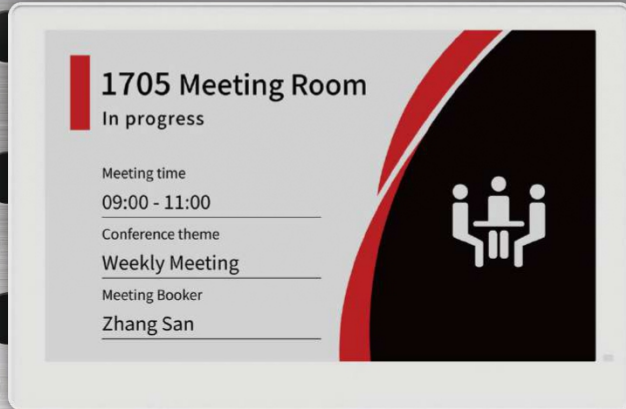 1705 Meeting Room
In progress
Meeting time
09:00 - 11:00
Conference theme
Weekly Meeting
Meeting Booker
Zhang San